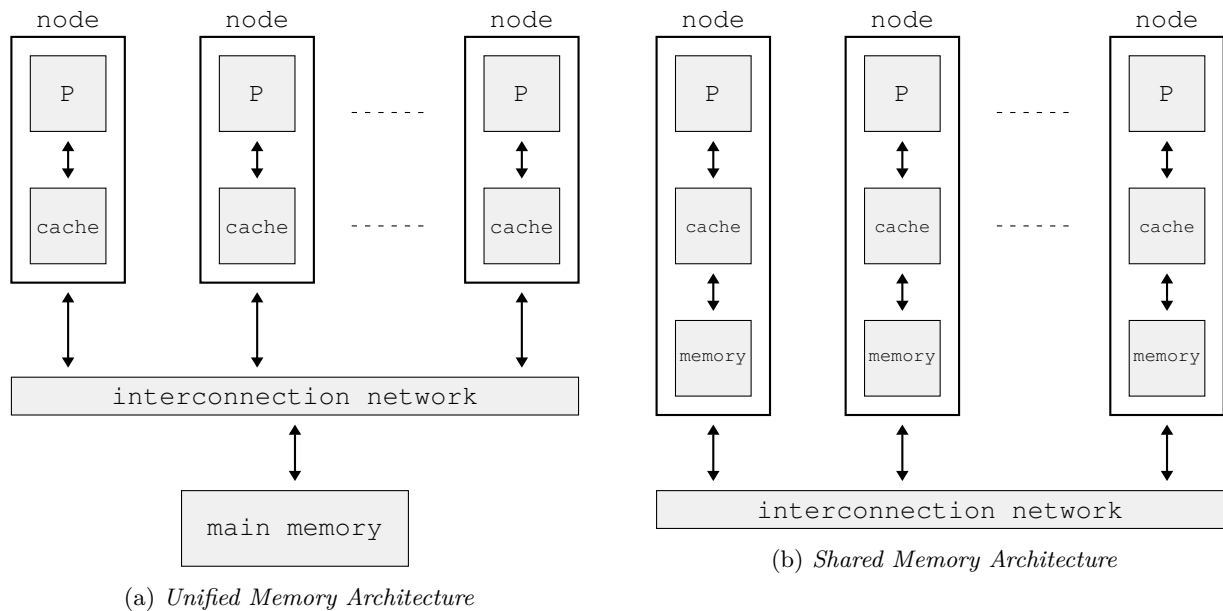 node node node
P P P
cache cache cache
interconnection network
main memory
(a) Unified Memory Architecture
node node node
P P P
cache cache cache
memory memory memory
interconnection network
(b) Shared Memory Architecture